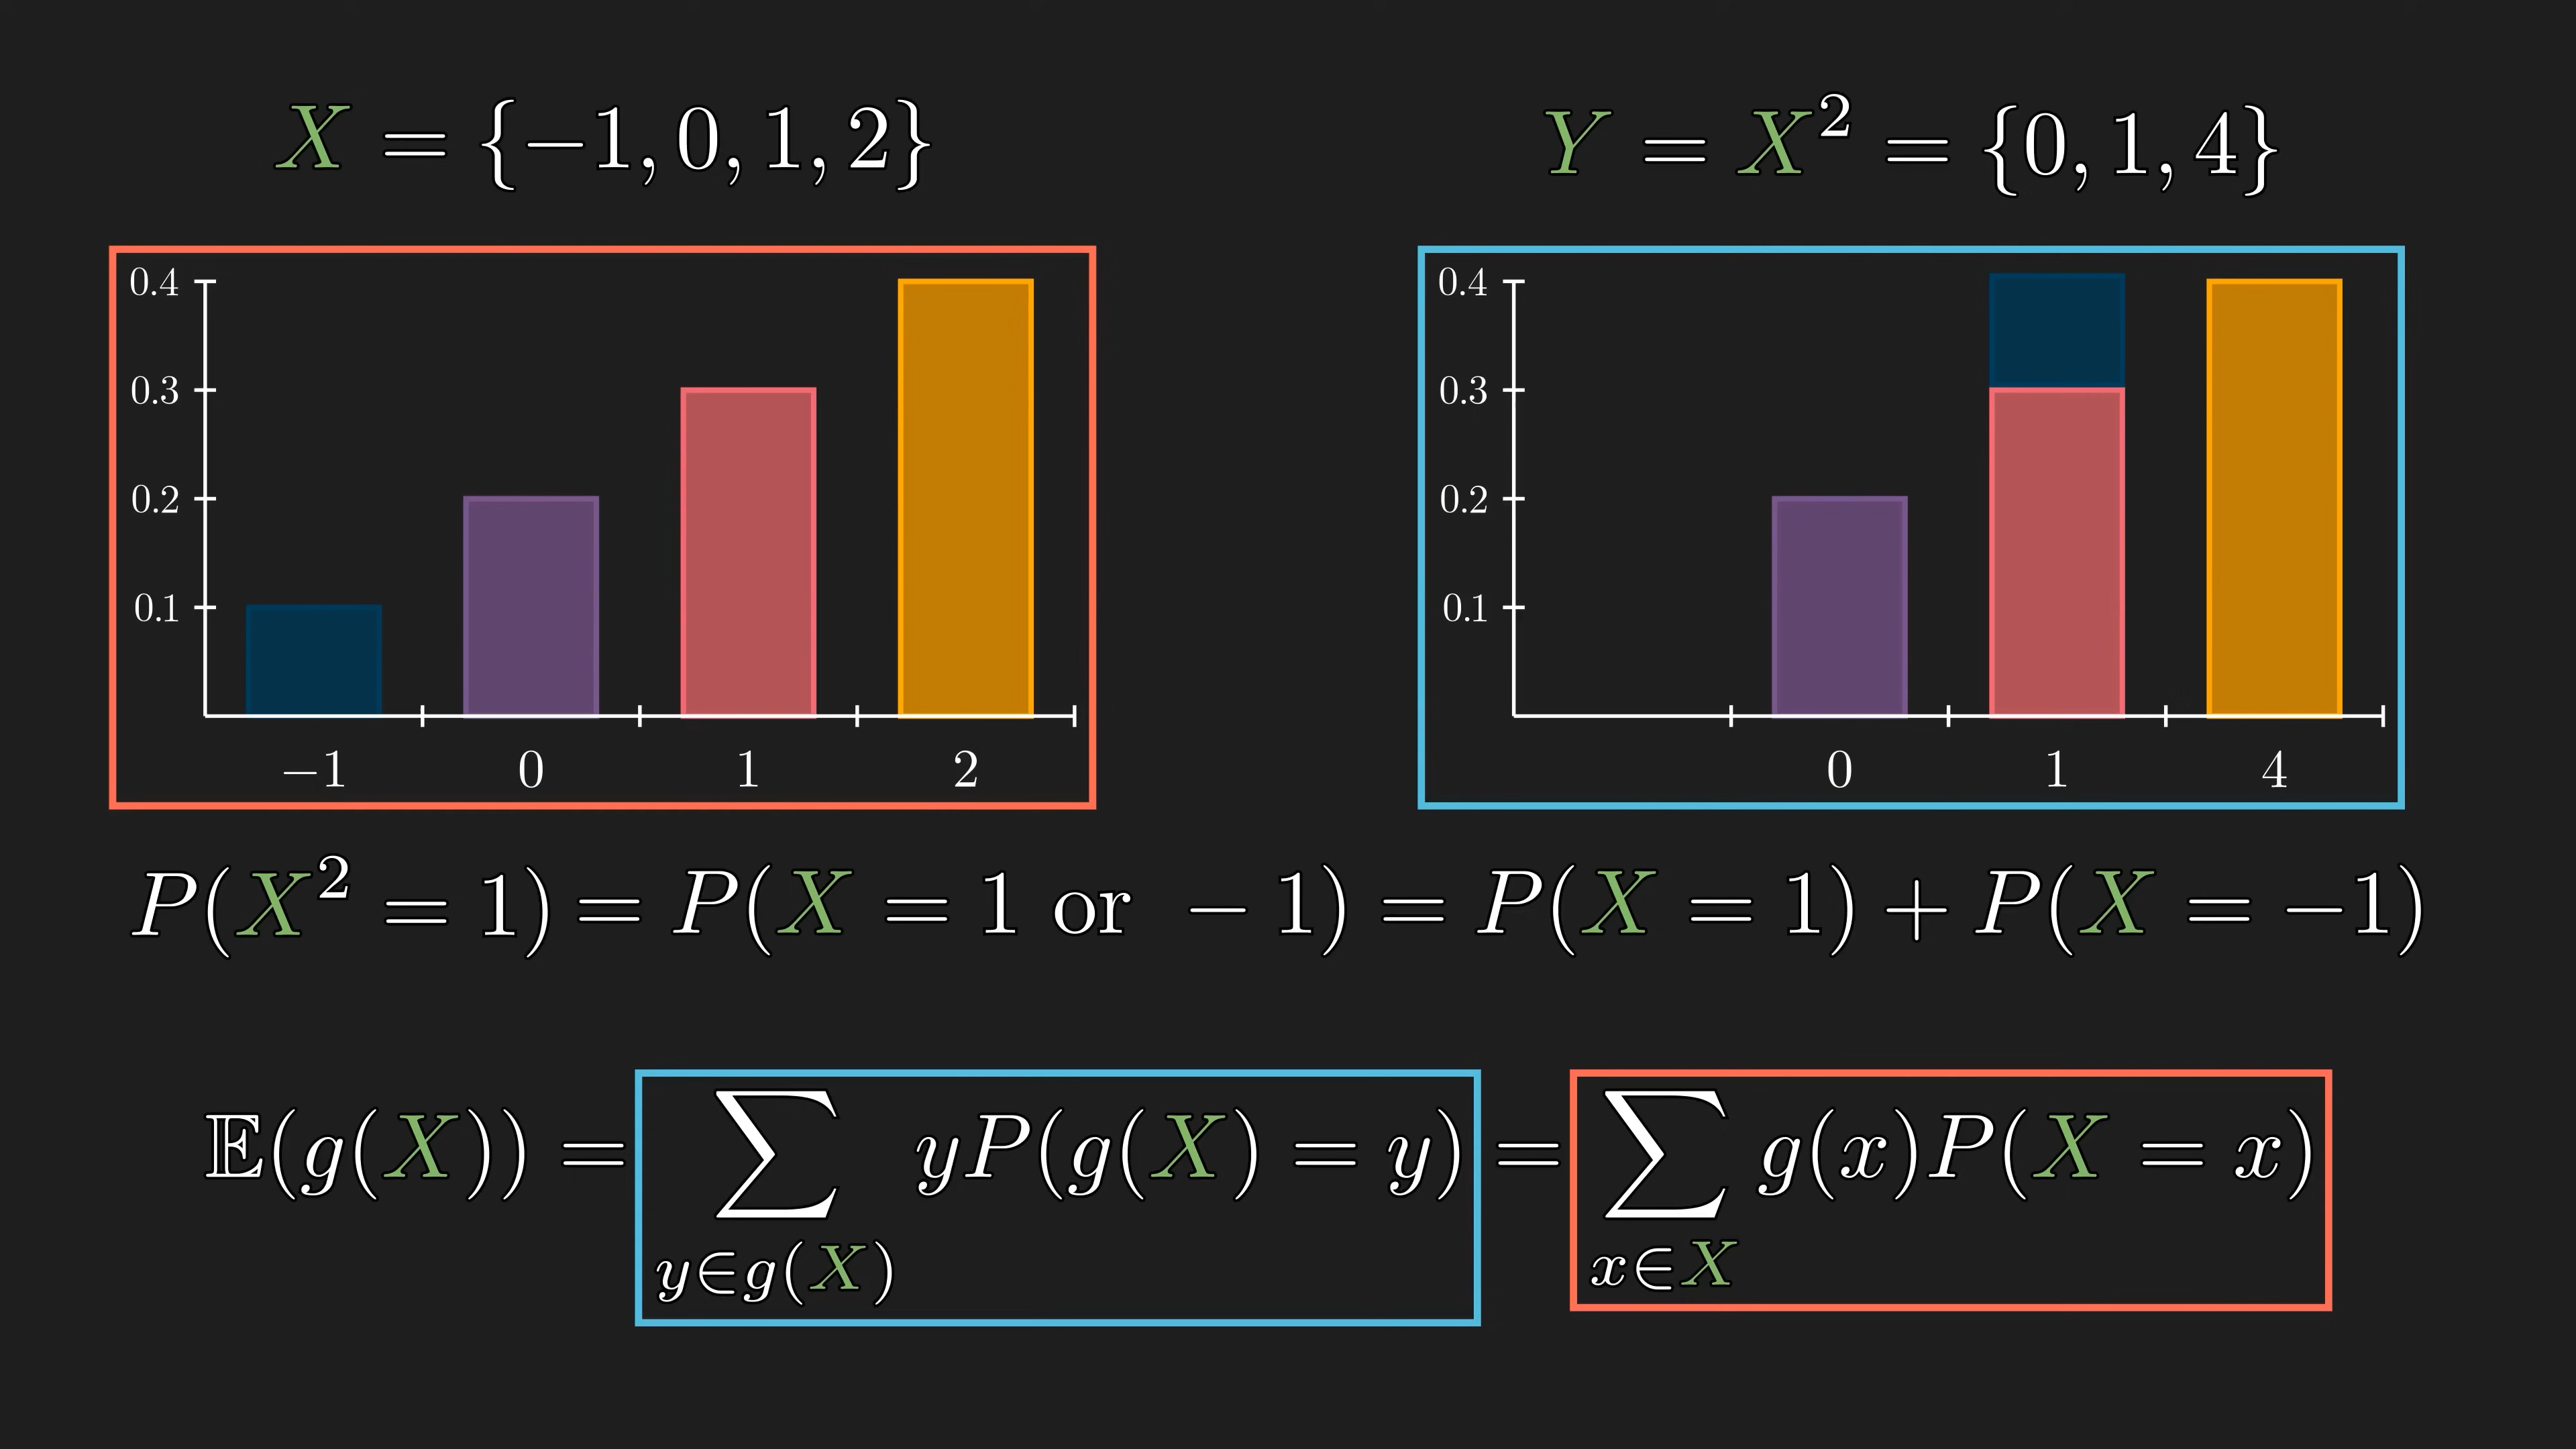 X = {−1, 0, 1, 2}
Y = X² = {0, 1, 4}
0.4
0.3
0.2
0.1
−1 0 1 2
0.4
0.3
0.2
0.1
0 1 4
P(X² = 1) = P(X = 1 or −1) = P(X = 1) + P(X = −1)
𝔼(g(X)) = ∑ yP(g(X) = y) = ∑ g(x)P(X = x)
y∈g(X) x∈X